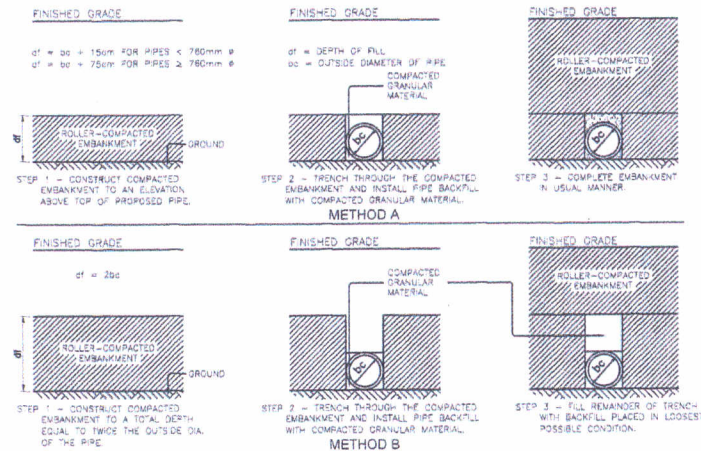 FINISHED GRADE
df = bc + 15cm FOR PIPES < 760mm ø
df = bc + 75cm FOR PIPES ≥ 760mm ø
df
ROLLER-COMPACTED
EMBANKMENT
GROUND
STEP 1 - CONSTRUCT COMPACTED
EMBANKMENT TO AN ELEVATION
ABOVE TOP OF PROPOSED PIPE.
FINISHED GRADE
df = DEPTH OF FILL
bc = OUTSIDE DIAMETER OF PIPE
COMPACTED
GRANULAR
MATERIAL
bc
STEP 2 - TRENCH THROUGH THE COMPACTED
EMBANKMENT AND INSTALL PIPE BACKFILL
WITH COMPACTED GRANULAR MATERIAL.
FINISHED GRADE
ROLLER-COMPACTED
EMBANKMENT
bc
STEP 3 - COMPLETE EMBANKMENT
IN USUAL MANNER.
METHOD A
FINISHED GRADE
df = 2bc
df
ROLLER-COMPACTED
EMBANKMENT
GROUND
STEP 1 - CONSTRUCT COMPACTED
EMBANKMENT TO A TOTAL DEPTH
EQUAL TO TWICE THE OUTSIDE DIA.
OF THE PIPE.
FINISHED GRADE
COMPACTED
GRANULAR
MATERIAL
bc
STEP 2 - TRENCH THROUGH THE COMPACTED
EMBANKMENT AND INSTALL PIPE BACKFILL
WITH COMPACTED GRANULAR MATERIAL.
FINISHED GRADE
ROLLER-COMPACTED
EMBANKMENT
bc
STEP 3 - FILL REMAINDER OF TRENCH
WITH BACKFILL PLACED IN LOOSEST
POSSIBLE CONDITION.
METHOD B